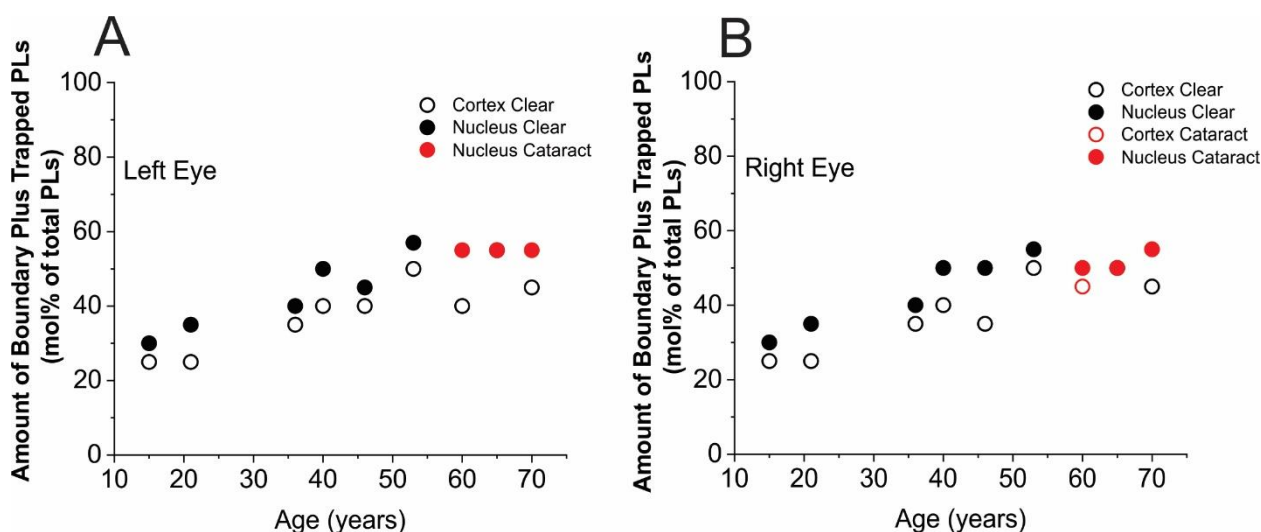 A
Amount of Boundary Plus Trapped PLs
(mol% of total PLs)
100
80
60
40
20
0
Cortex Clear
Nucleus Clear
Nucleus Cataract
Left Eye
10 20 30 40 50 60 70
Age (years)
B
Amount of Boundary Plus Trapped PLs
(mol% of total PLs)
100
80
60
40
20
0
Cortex Clear
Nucleus Clear
Cortex Cataract
Nucleus Cataract
Right Eye
10 20 30 40 50 60 70
Age (years)